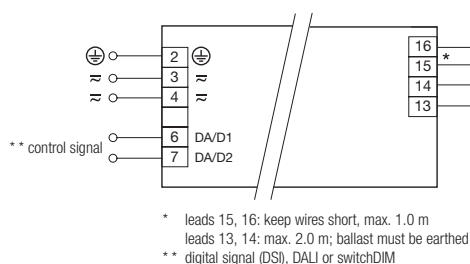 2
3
4
6 DA/D1
7 DA/D2
* * control signal
16
15 *
14
13
* leads 15, 16: keep wires short, max. 1.0 m
leads 13, 14: max. 2.0 m; ballast must be earthed
* * digital signal (DSI), DALI or switchDIM